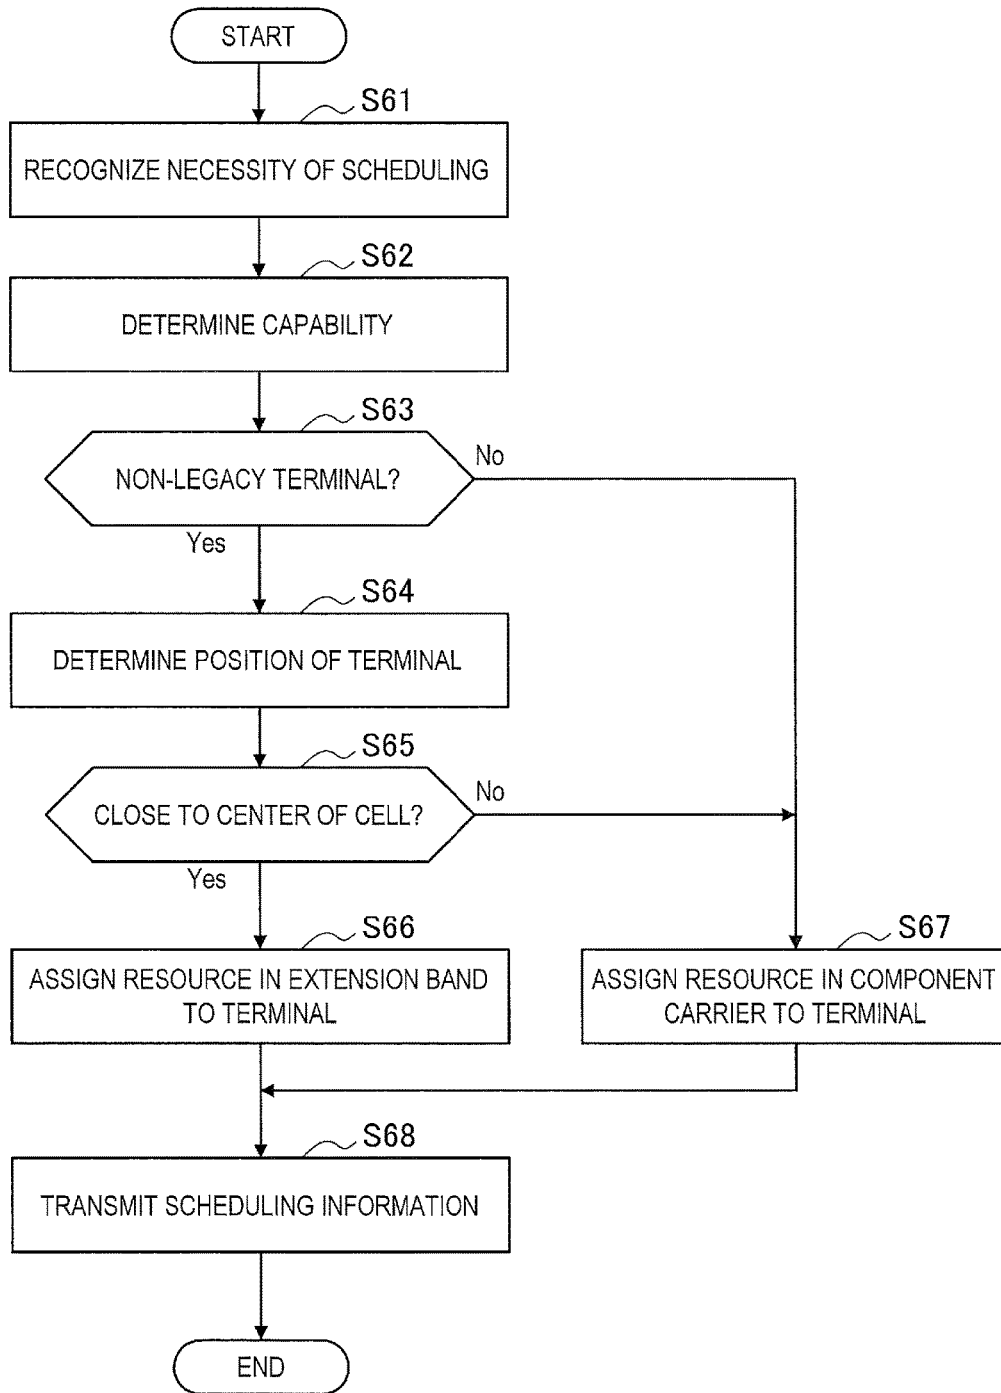 START
S61
RECOGNIZE NECESSITY OF SCHEDULING
S62
DETERMINE CAPABILITY
S63
NON-LEGACY TERMINAL?
No
Yes
S64
DETERMINE POSITION OF TERMINAL
S65
CLOSE TO CENTER OF CELL?
No
Yes
S66
ASSIGN RESOURCE IN EXTENSION BAND
TO TERMINAL
S67
ASSIGN RESOURCE IN COMPONENT
CARRIER TO TERMINAL
S68
TRANSMIT SCHEDULING INFORMATION
END